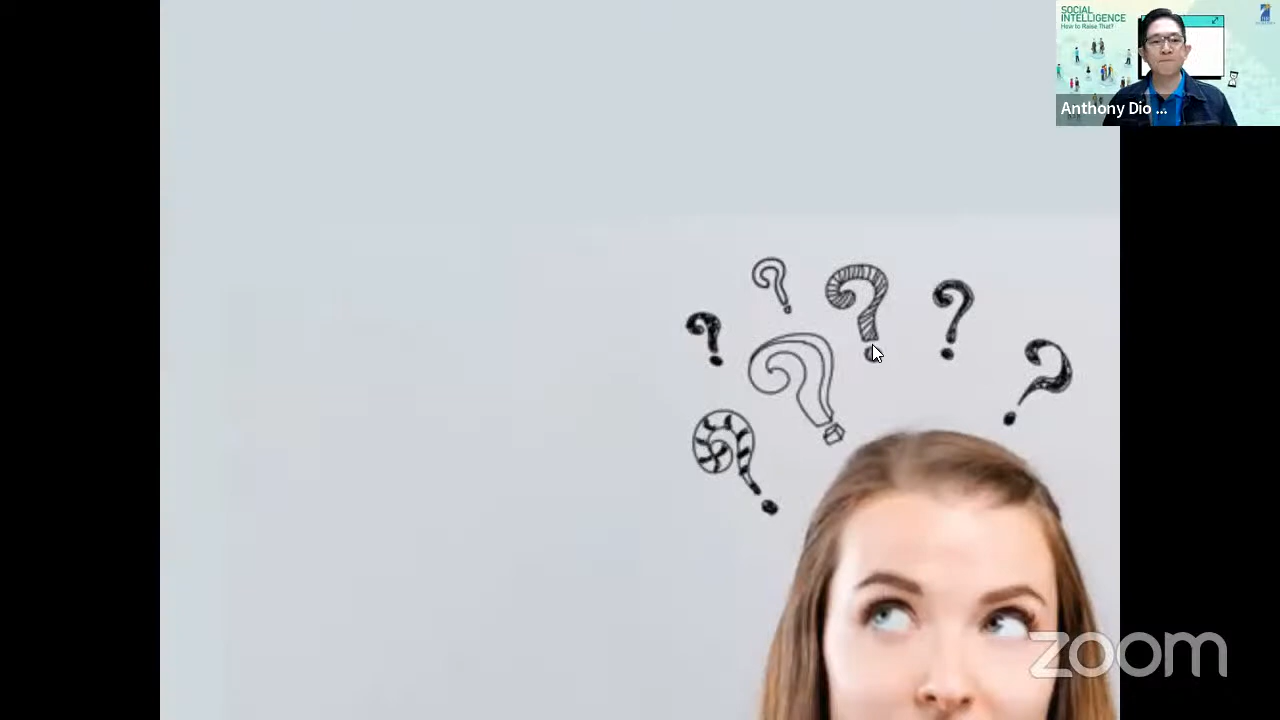 SOCIAL
INTELLIGENCE
How to Raise That?
Anthony Dio ...
? ? ? ? ? ? ?
zoom